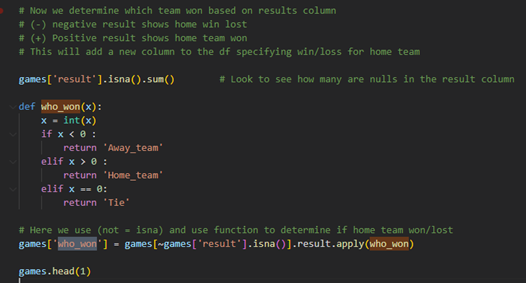 # Now we determine which team won based on results column
# (-) negative result shows home win lost
# (+) Positive result shows home team won
# This will add a new column to the df specifying win/loss for home team
games['result'].isna().sum()        # Look to see how many are nulls in the result column
def who_won(x):
    x = int(x)
    if x < 0 :
        return 'Away_team'
    elif x > 0 :
        return 'Home_team'
    elif x == 0:
        return 'Tie'
# Here we use (not = isna) and use function to determine if home team won/lost
games['who_won'] = games[~games['result'].isna()].result.apply(who_won)
games.head(1)